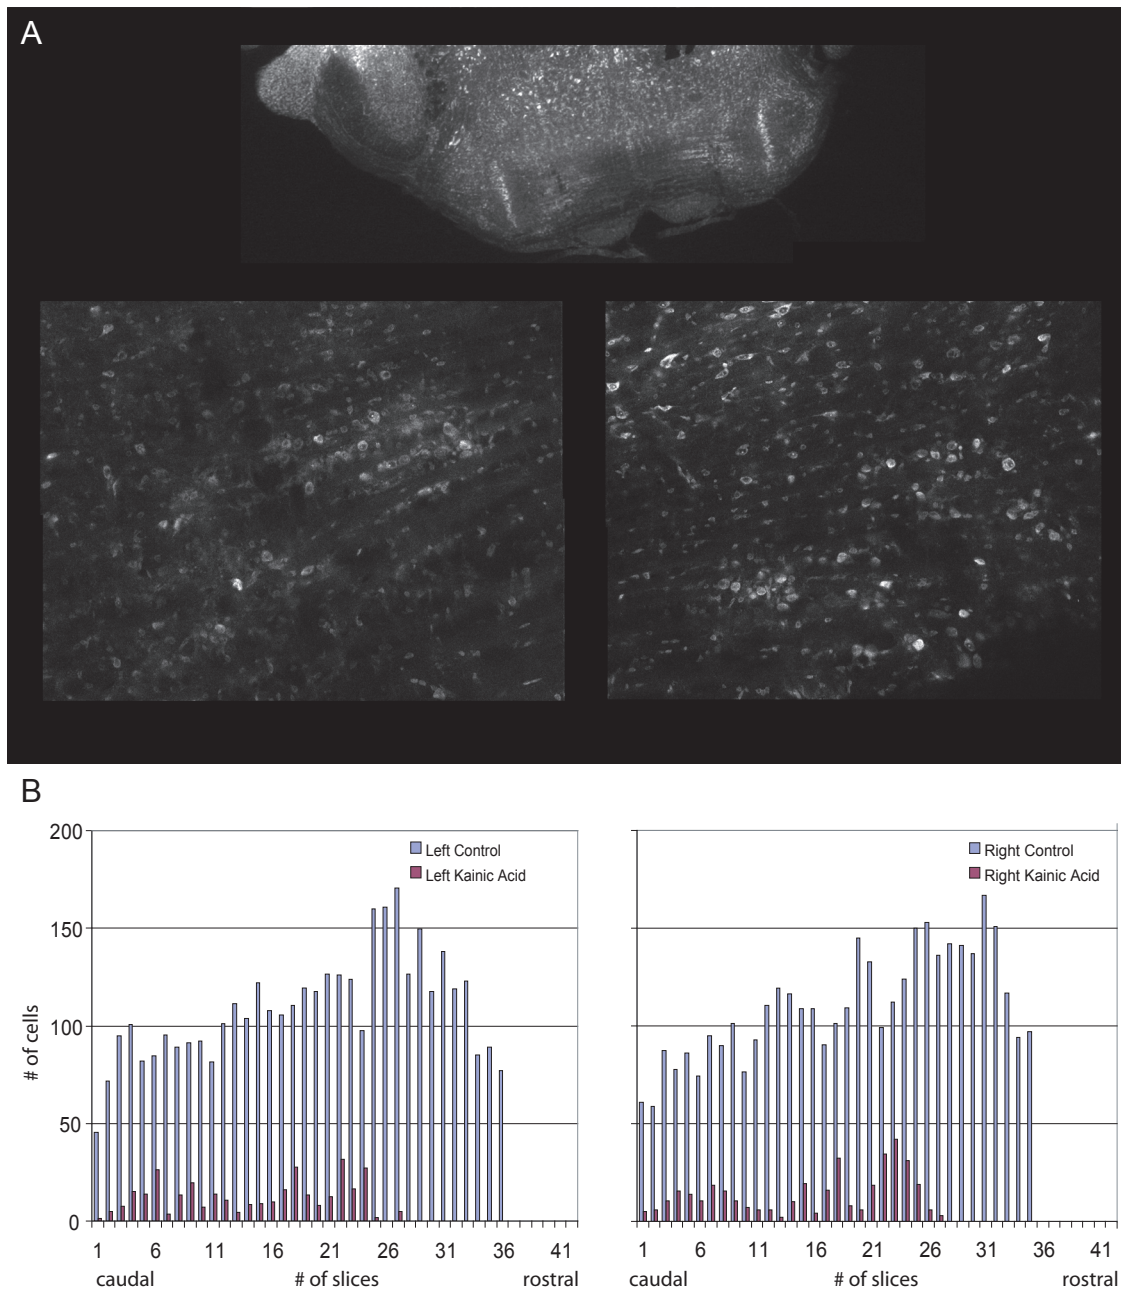 A
B
200
150
100
50
0
# of cells
Left Control
Left Kainic Acid
1 6 11 16 21 26 31 36 41
caudal # of slices rostral
Right Control
Right Kainic Acid
1 6 11 16 21 26 31 36 41
caudal # of slices rostral